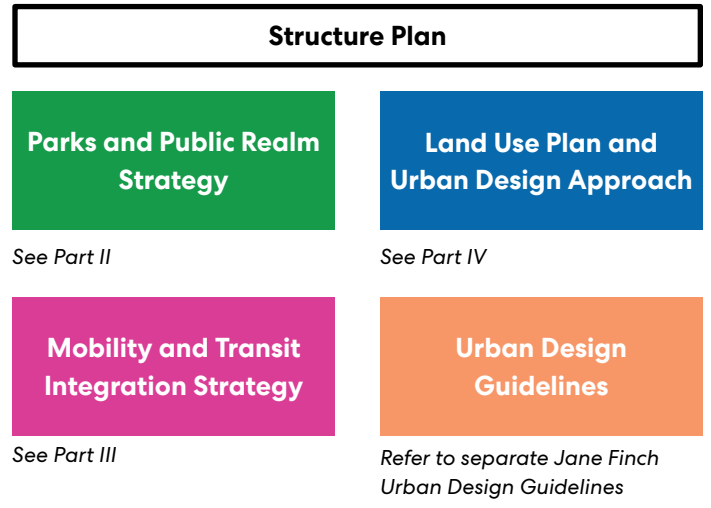 Structure Plan
Parks and Public Realm
Strategy
See Part II
Land Use Plan and
Urban Design Approach
See Part IV
Mobility and Transit
Integration Strategy
See Part III
Urban Design
Guidelines
Refer to separate Jane Finch
Urban Design Guidelines